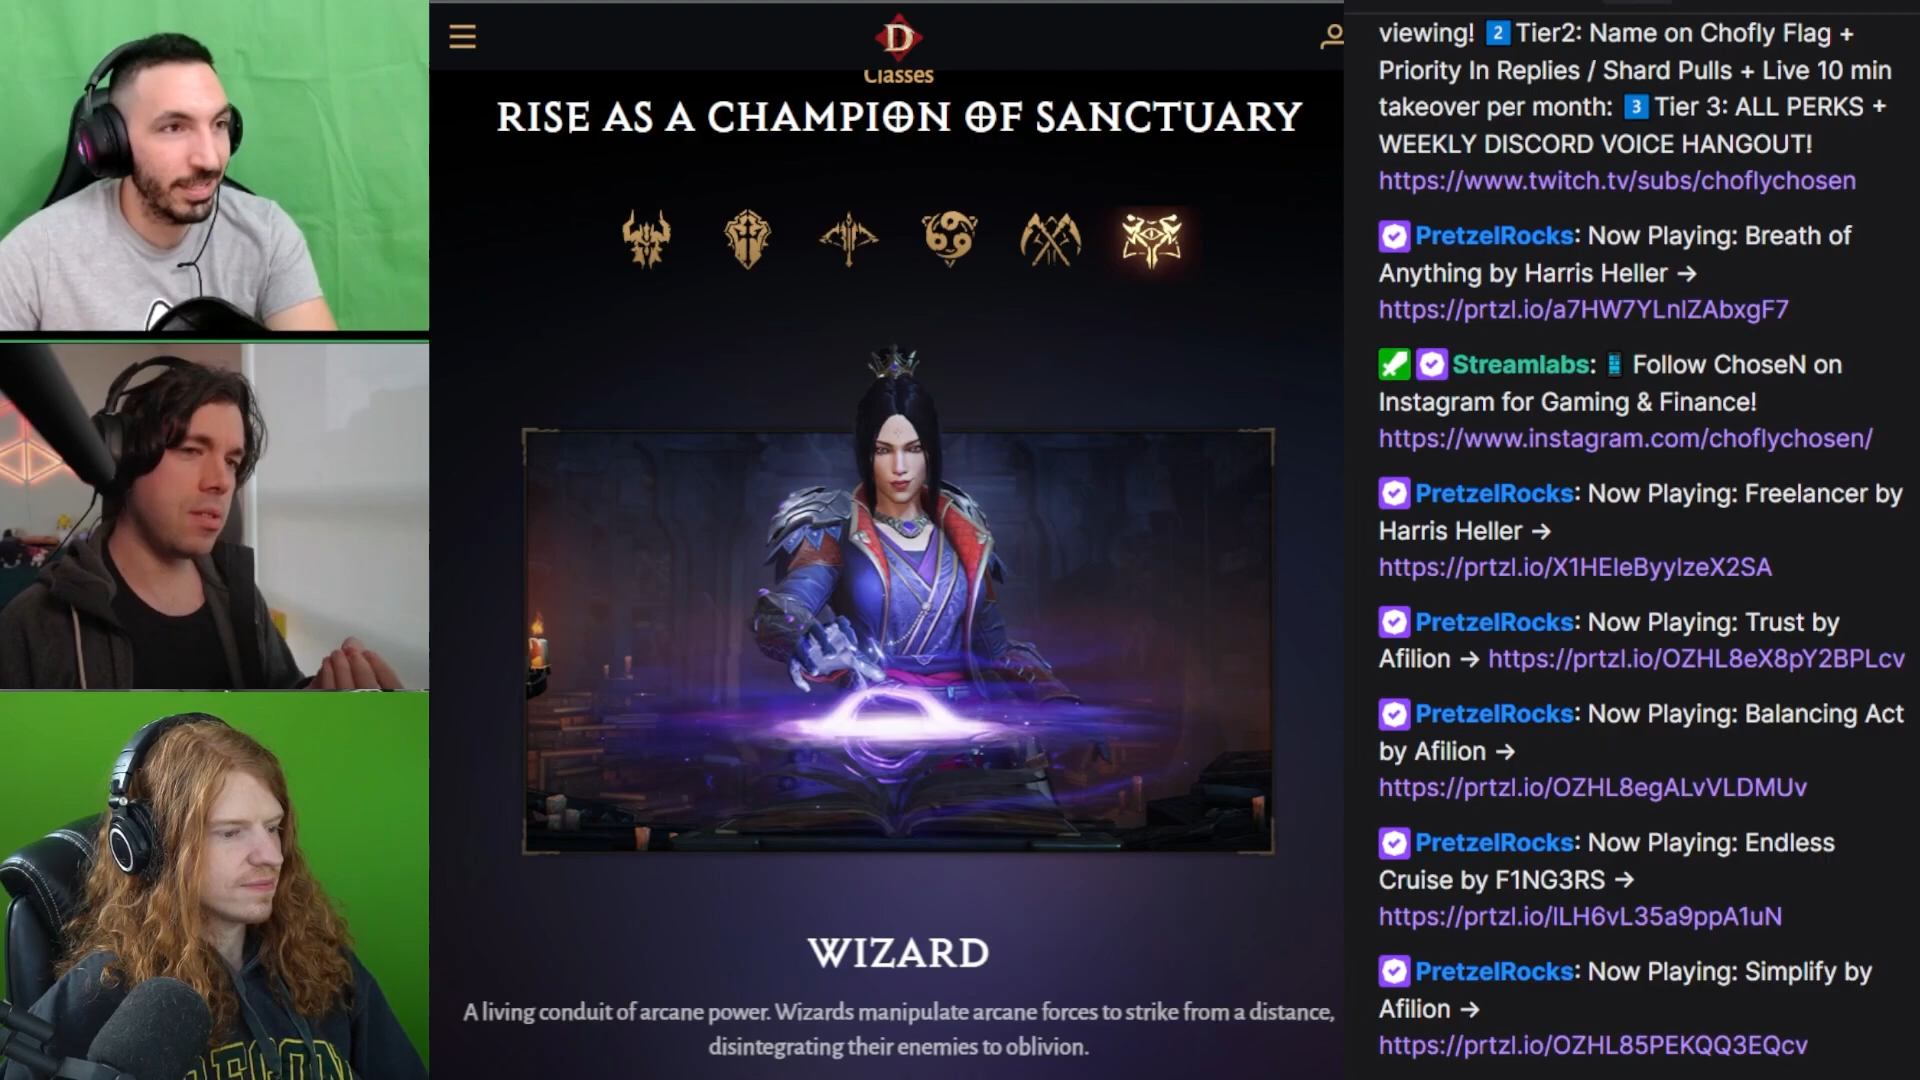 D
Classes
RISE AS A CHAMPION OF SANCTUARY
WIZARD
A living conduit of arcane power. Wizards manipulate arcane forces to strike from a distance,
disintegrating their enemies to oblivion.
viewing! 2 Tier2: Name on Chofly Flag +
Priority In Replies / Shard Pulls + Live 10 min
takeover per month: 3 Tier 3: ALL PERKS +
WEEKLY DISCORD VOICE HANGOUT!
https://www.twitch.tv/subs/choflychosen
PretzelRocks: Now Playing: Breath of
Anything by Harris Heller →
https://prtzl.io/a7HW7YLnlZAbxgF7
Streamlabs: 📱 Follow ChoseN on
Instagram for Gaming & Finance!
https://www.instagram.com/choflychosen/
PretzelRocks: Now Playing: Freelancer by
Harris Heller →
https://prtzl.io/X1HEleByylzeX2SA
PretzelRocks: Now Playing: Trust by
Afilion → https://prtzl.io/OZHL8eX8pY2BPLcv
PretzelRocks: Now Playing: Balancing Act
by Afilion →
https://prtzl.io/OZHL8egALvVLDMUv
PretzelRocks: Now Playing: Endless
Cruise by F1NG3RS →
https://prtzl.io/lLH6vL35a9ppA1uN
PretzelRocks: Now Playing: Simplify by
Afilion →
https://prtzl.io/OZHL85PEKQQ3EQcv